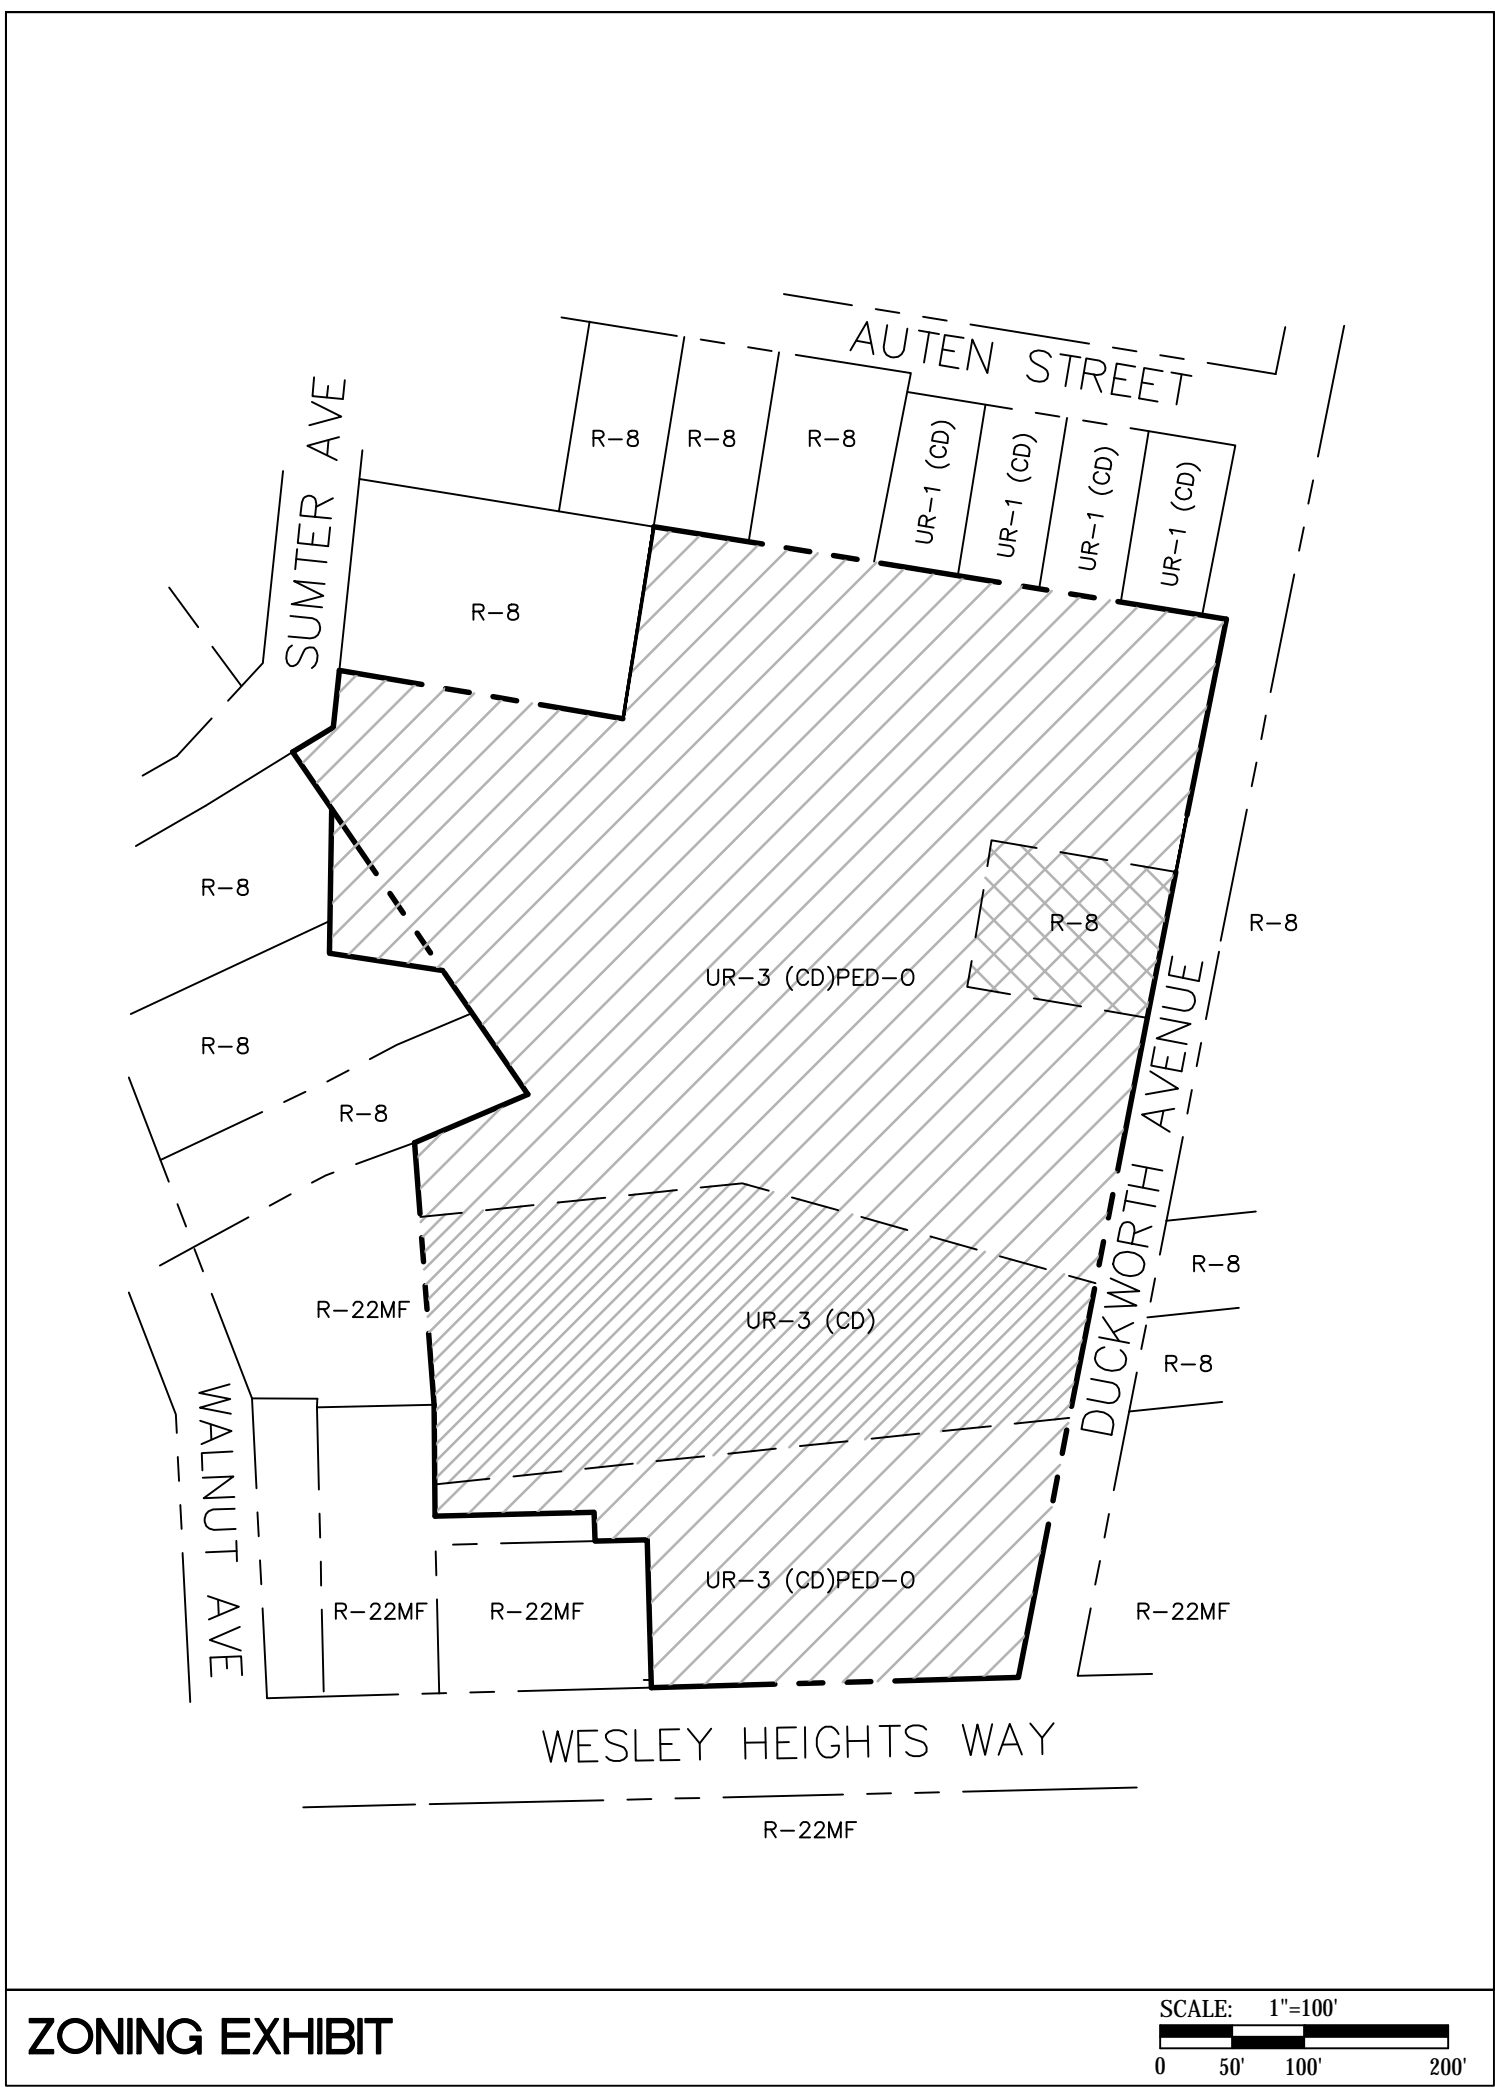 AUTEN STREET
SUMTER AVE
R-8
R-8
R-8
UR-1 (CD)
UR-1 (CD)
UR-1 (CD)
UR-1 (CD)
R-8
R-8
R-8
R-8
UR-3 (CD)PED-O
R-8
R-8
R-8
DUCKWORTH AVENUE
R-8
R-22MF
UR-3 (CD)
R-8
WALNUT AVE
UR-3 (CD)PED-O
R-22MF
R-22MF
R-22MF
WESLEY HEIGHTS WAY
R-22MF
ZONING EXHIBIT
SCALE: 1"=100'
0 50' 100' 200'